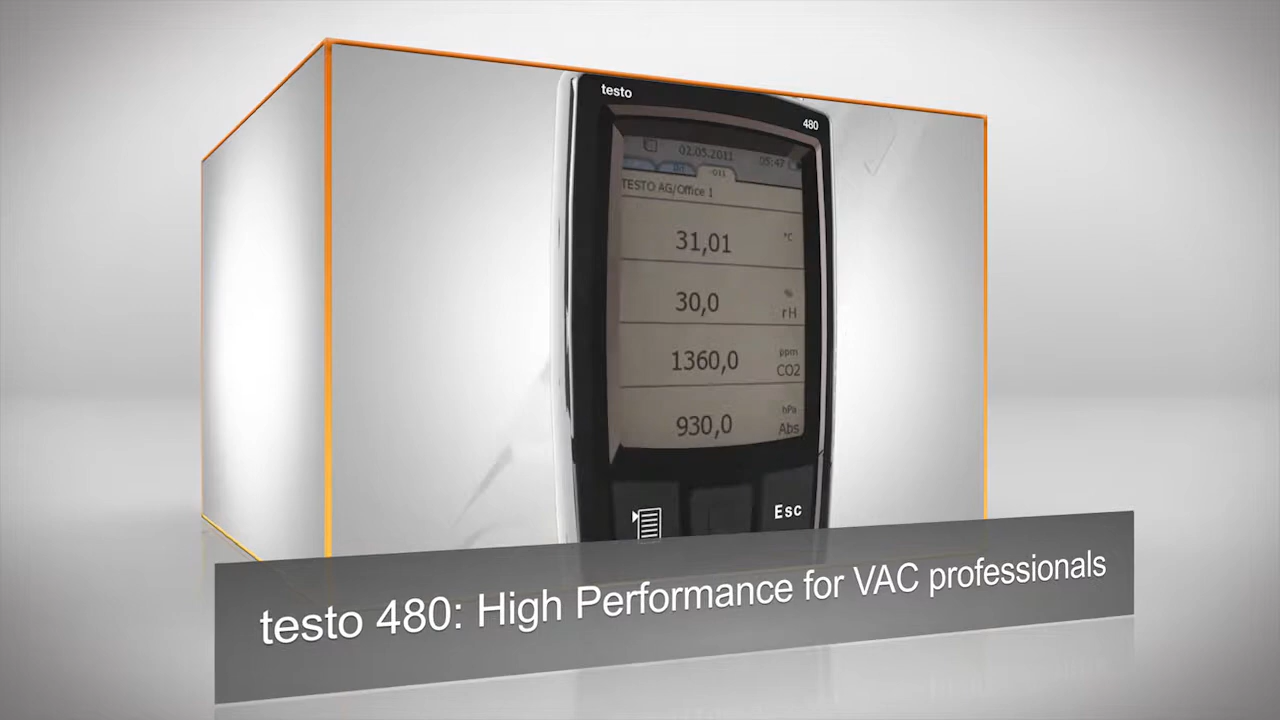 testo
480
02.05.2011 05:47
TESTO AG/Office 1
31,01 °C
30,0 % rH
1360,0 ppm CO2
930,0 hPa Abs
Esc
testo 480: High Performance for VAC professionals